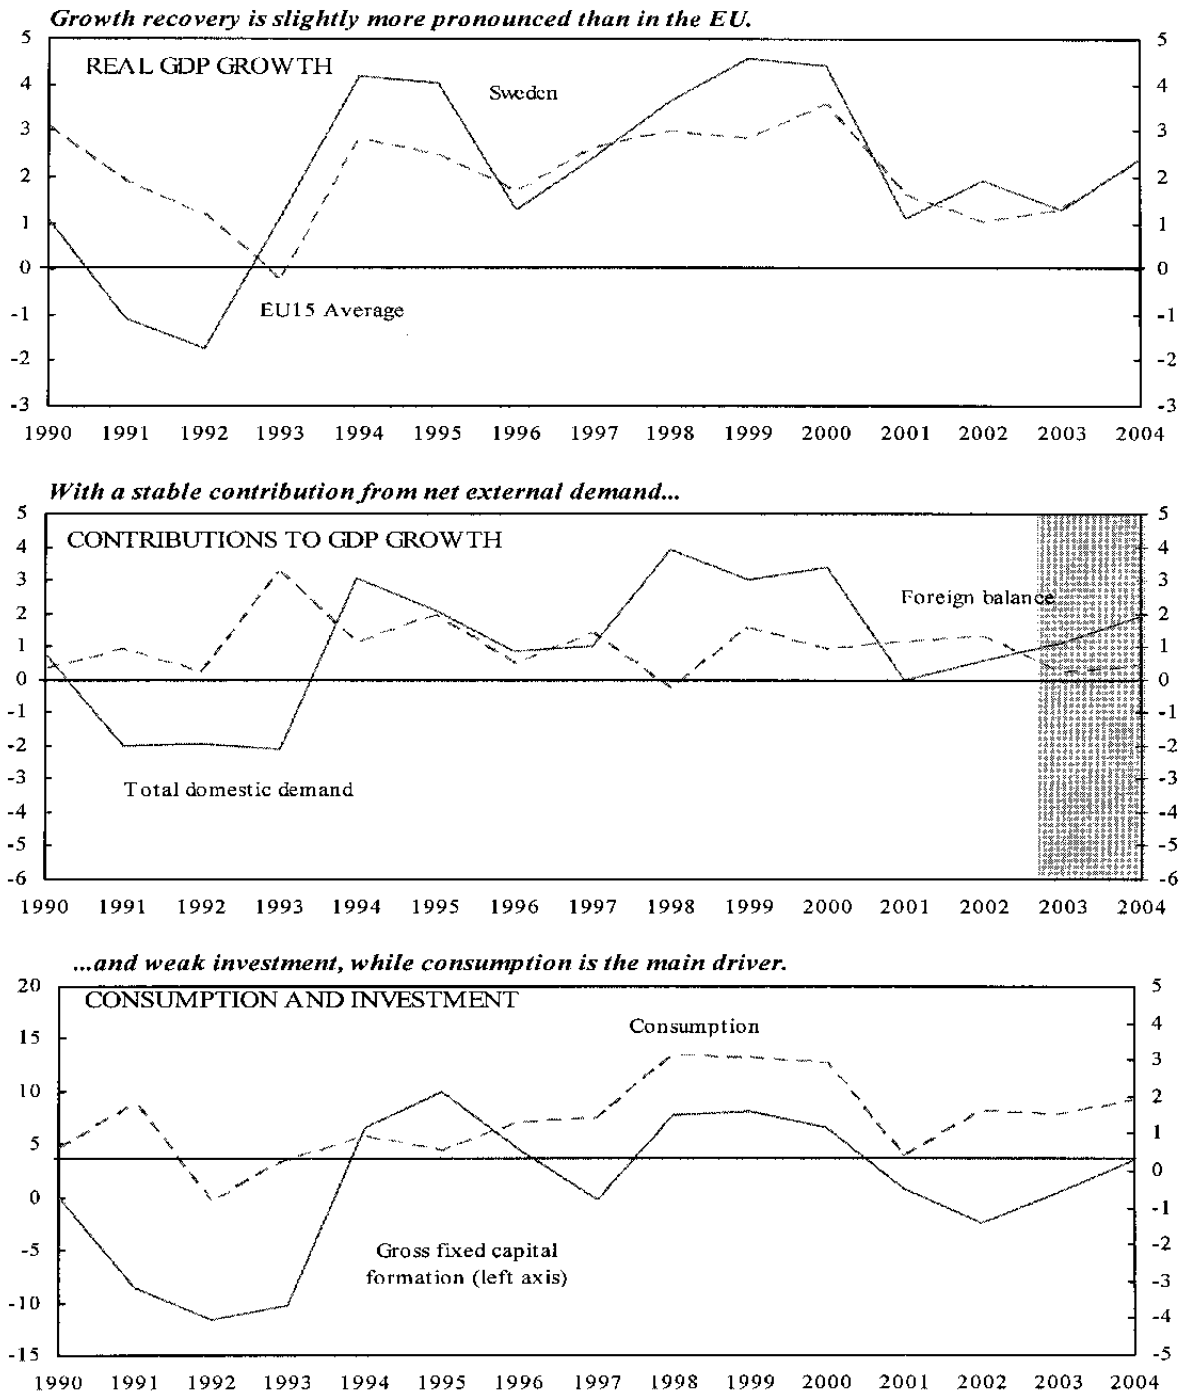 Growth recovery is slightly more pronounced than in the EU.
5 5
REAL GDP GROWTH
4 4
Sweden
3 3
2 2
1 1
0 0
EU15 Average
-1 -1
-2 -2
-3 -3
1990 1991 1992 1993 1994 1995 1996 1997 1998 1999 2000 2001 2002 2003 2004
With a stable contribution from net external demand...
5 5
CONTRIBUTIONS TO GDP GROWTH
4 4
3 3
Foreign balance
2 2
1 1
0 0
-1 -1
-2 -2
-3 -3
Total domestic demand
-4 -4
-5 -5
-6 -6
1990 1991 1992 1993 1994 1995 1996 1997 1998 1999 2000 2001 2002 2003 2004
...and weak investment, while consumption is the main driver.
20 5
CONSUMPTION AND INVESTMENT
Consumption
15 4
3
10 2
5 1
0
0 -1
Gross fixed capital
formation (left axis)
-5 -2
-3
-10 -4
-15 -5
1990 1991 1992 1993 1994 1995 1996 1997 1998 1999 2000 2001 2002 2003 2004